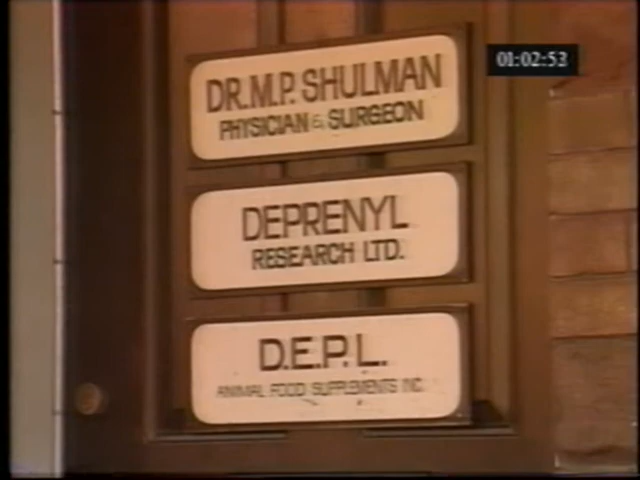 DR. M.P. SHULMAN
PHYSICIAN & SURGEON
01:02:53
DEPRENYL
RESEARCH LTD.
D.E.P.L.
ANIMAL FOOD SUPPLEMENTS INC.